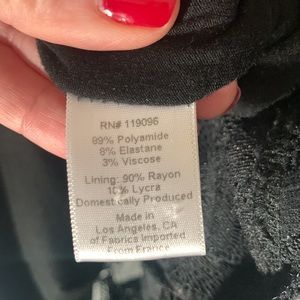 RN# 119096
89% Polyamide
8% Elastane
3% Viscose
Lining: 90% Rayon
10% Lycra
Domestically Produced
Made in
Los Angeles, CA
of Fabrics Imported
From France